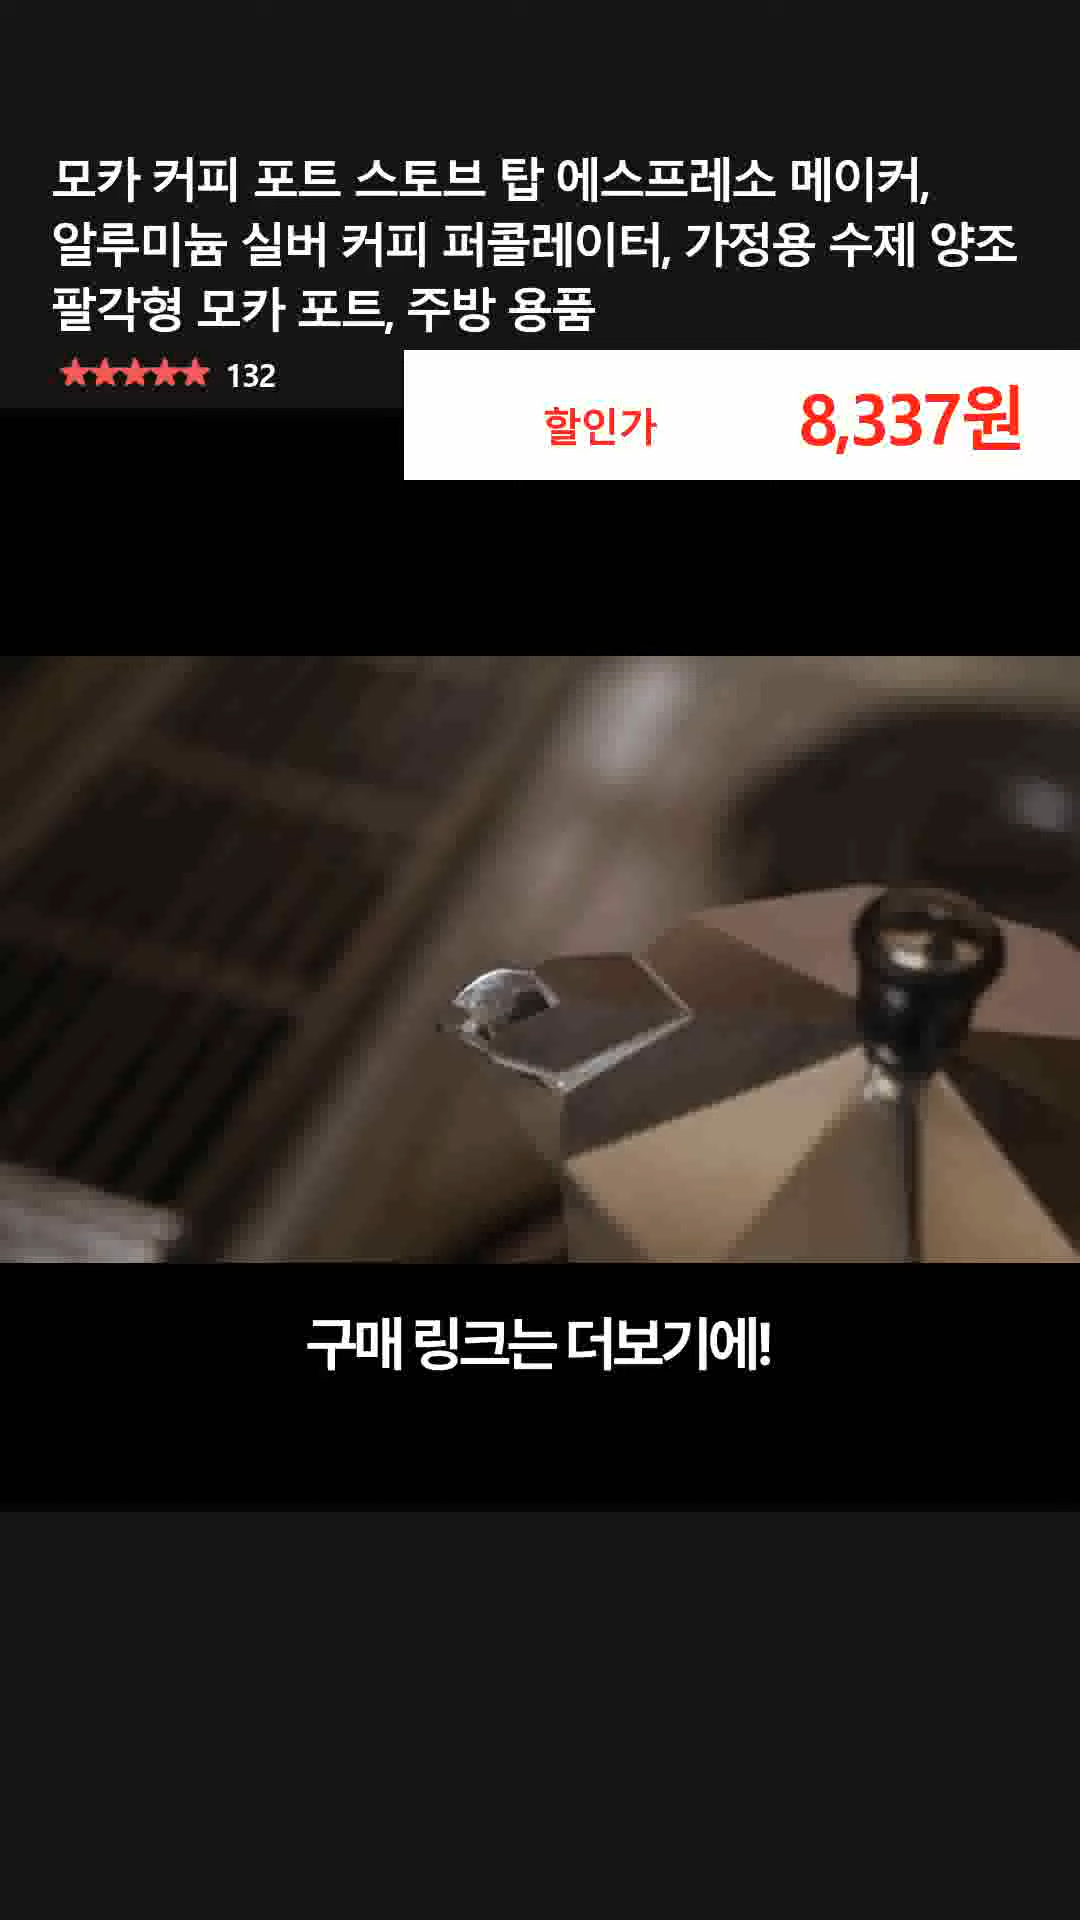 모카 커피 포트 스토브 탑 에스프레소 메이커,
알루미늄 실버 커피 퍼콜레이터, 가정용 수제 양조
팔각형 모카 포트, 주방 용품
★★★★★ 132
할인가 8,337원
구매 링크는 더보기에!